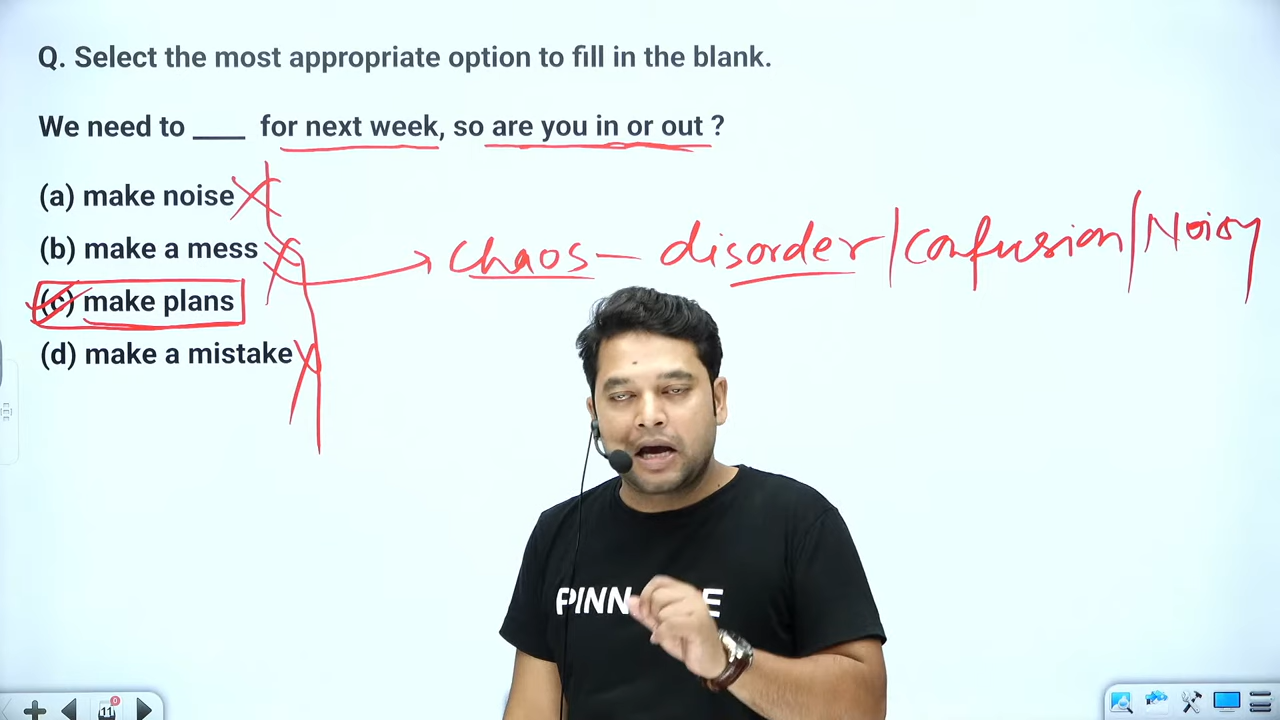 Q. Select the most appropriate option to fill in the blank.
We need to ____ for next week, so are you in or out ?
(a) make noise
(b) make a mess
chaos - disorder/Confusion/Noisy
(c) make plans
(d) make a mistake
PINN E
11